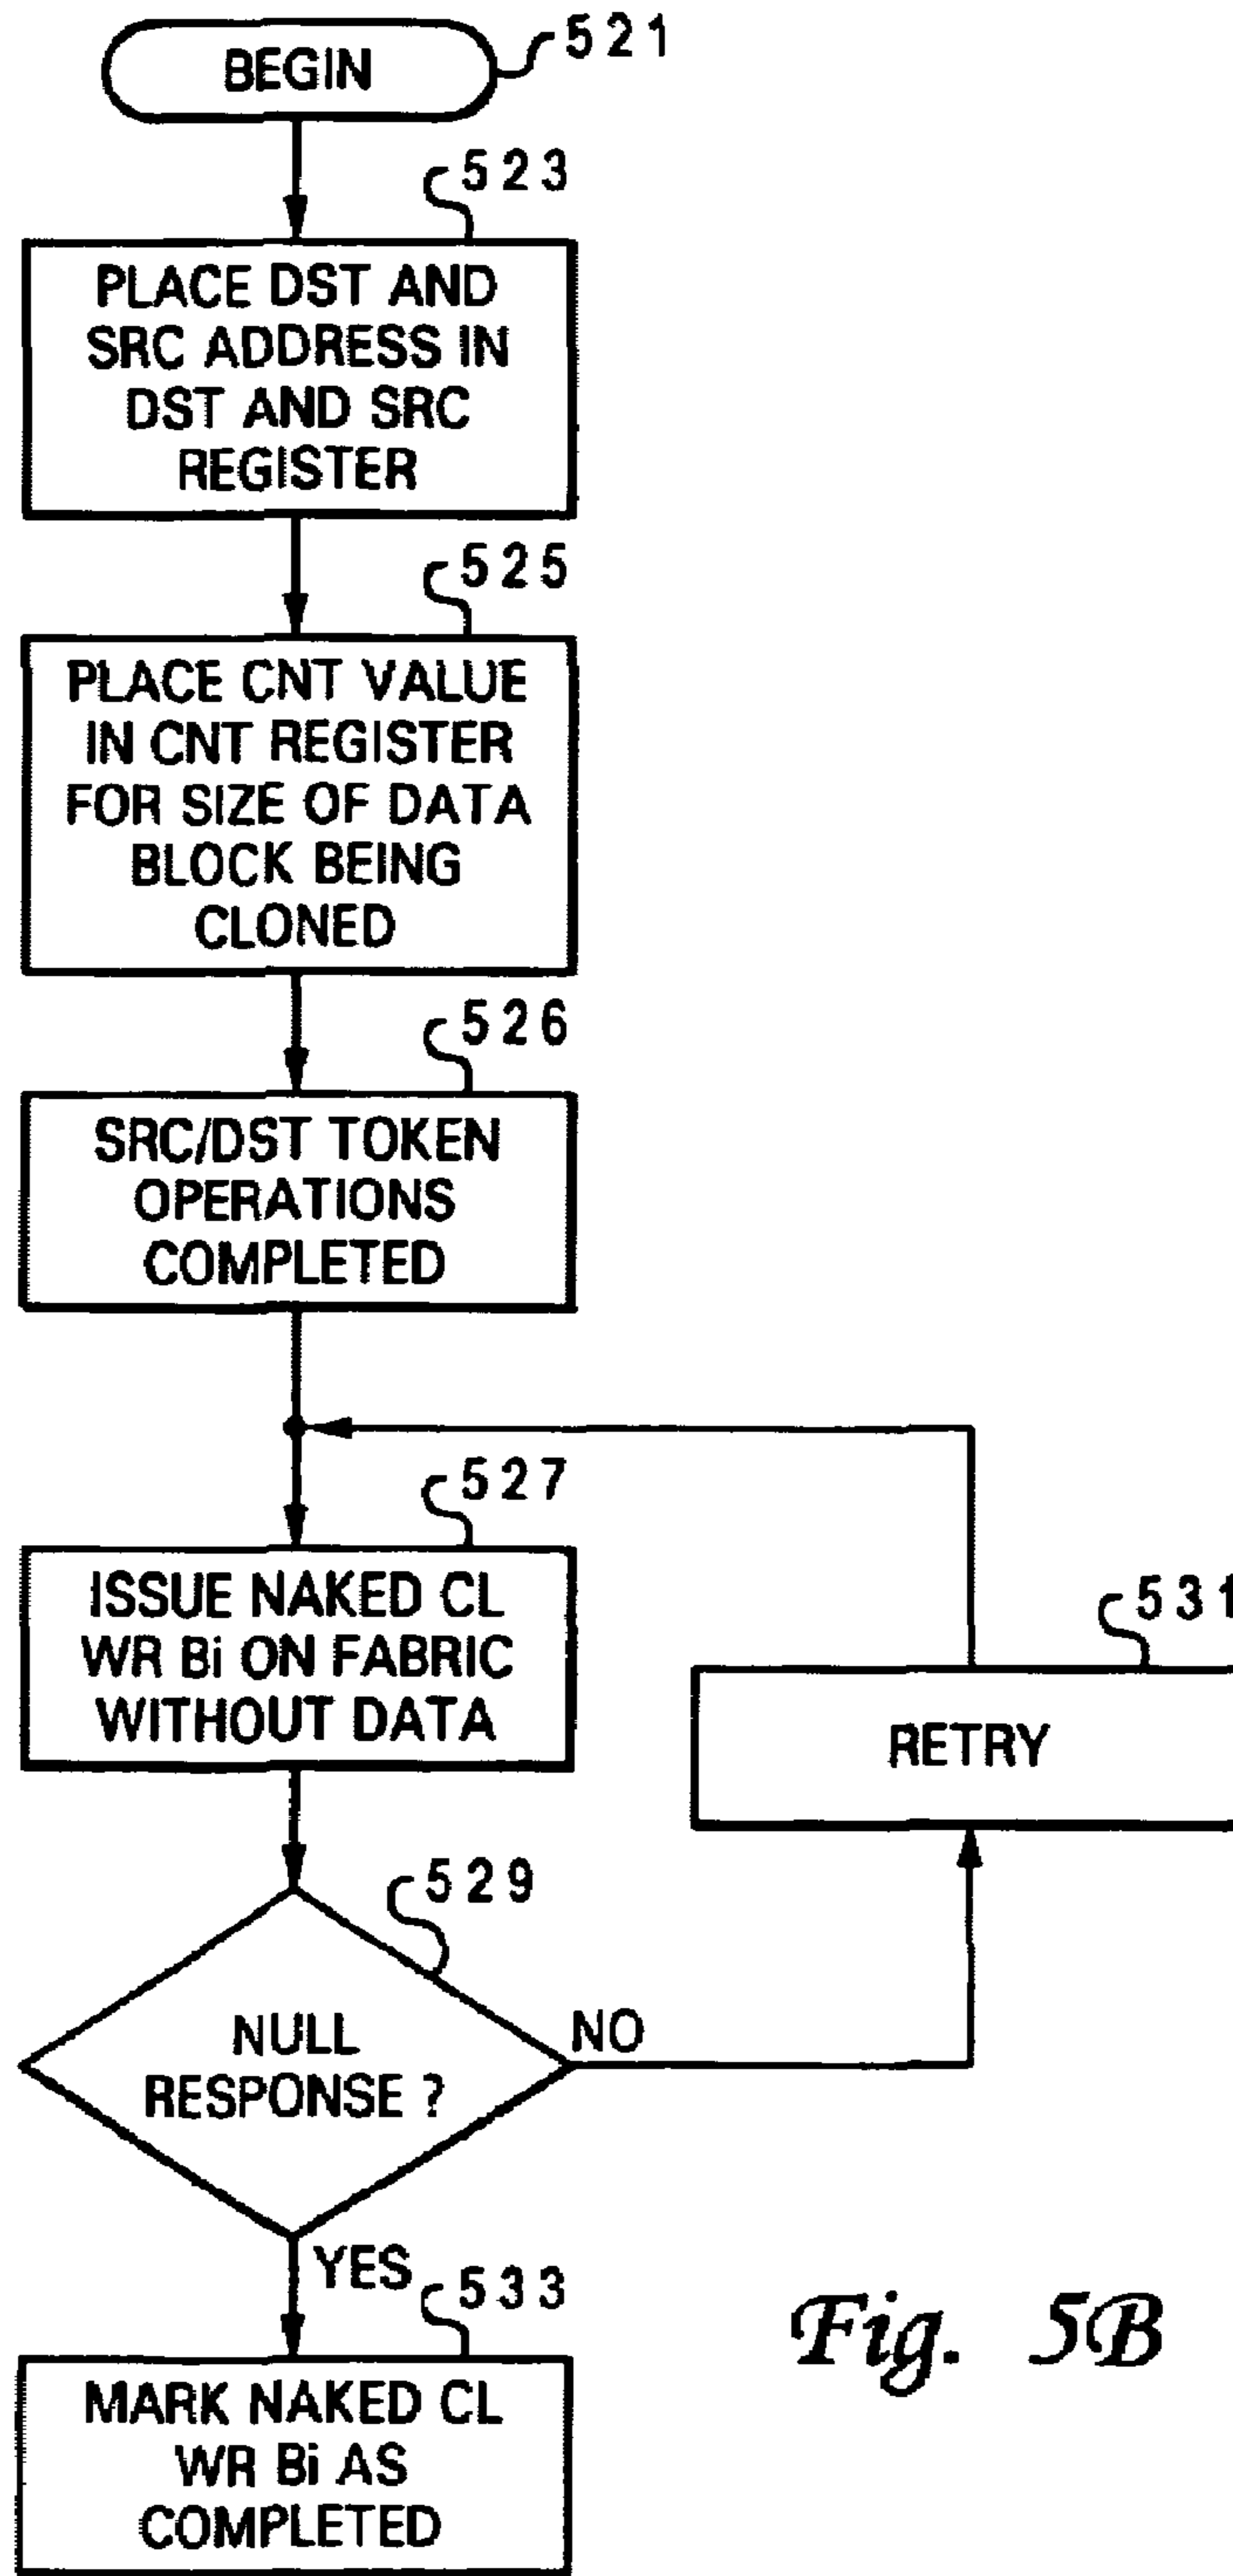 BEGIN
521
523
PLACE DST AND
SRC ADDRESS IN
DST AND SRC
REGISTER
525
PLACE CNT VALUE
IN CNT REGISTER
FOR SIZE OF DATA
BLOCK BEING
CLONED
526
SRC/DST TOKEN
OPERATIONS
COMPLETED
527
ISSUE NAKED CL
WR Bi ON FABRIC
WITHOUT DATA
531
RETRY
529
NULL
RESPONSE ?
NO
YES
533
MARK NAKED CL
WR Bi AS
COMPLETED
Fig. 5B